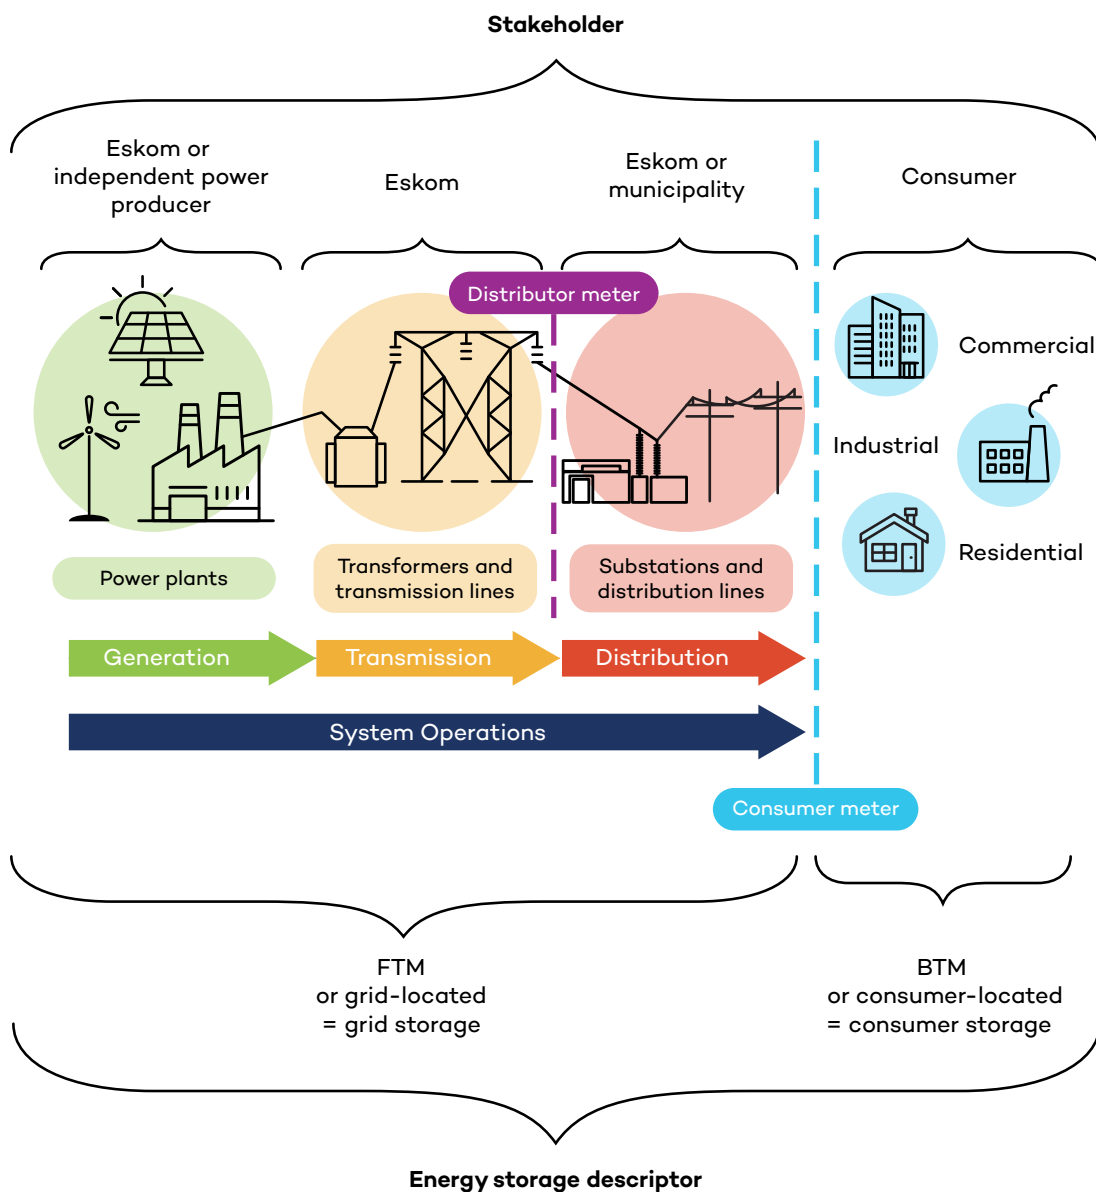 Stakeholder
Eskom or
independent power
producer
Eskom
Eskom or
municipality
Consumer
Distributor meter
Commercial
Industrial
Residential
Power plants
Transformers and
transmission lines
Substations and
distribution lines
Generation
Transmission
Distribution
System Operations
Consumer meter
FTM
or grid-located
= grid storage
BTM
or consumer-located
= consumer storage
Energy storage descriptor